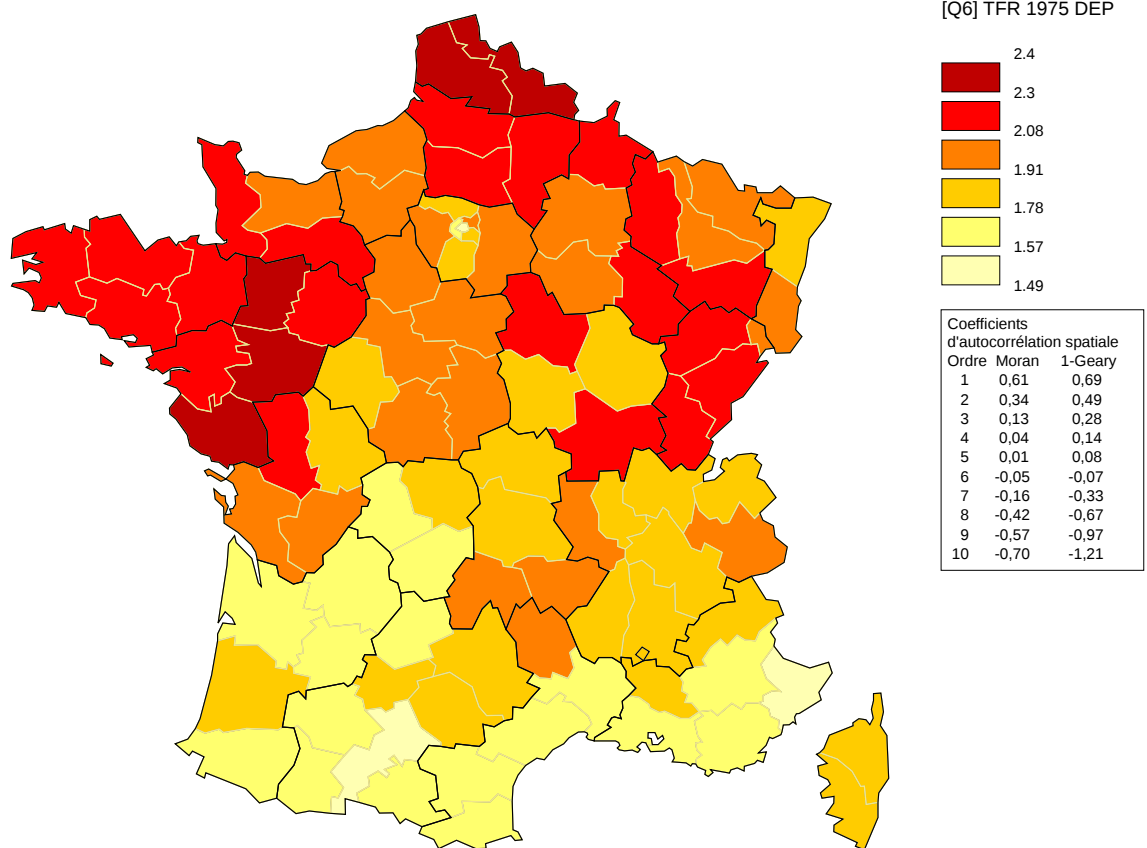 [Q6] TFR 1975 DEP
2.4
2.3
2.08
1.91
1.78
1.57
1.49
Coefficients
d'autocorrélation spatiale
Ordre Moran 1-Geary
1 0,61 0,69
2 0,34 0,49
3 0,13 0,28
4 0,04 0,14
5 0,01 0,08
6 -0,05 -0,07
7 -0,16 -0,33
8 -0,42 -0,67
9 -0,57 -0,97
10 -0,70 -1,21